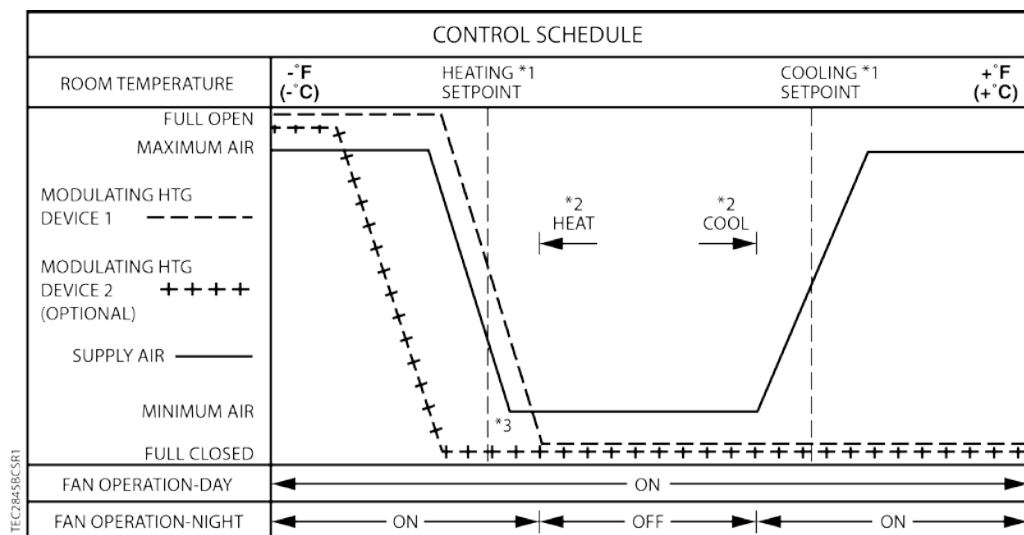 CONTROL SCHEDULE
ROOM TEMPERATURE
-°F
(-°C)
HEATING *1
SETPOINT
COOLING *1
SETPOINT
+°F
(+°C)
FULL OPEN
MAXIMUM AIR
MODULATING HTG
DEVICE 1
MODULATING HTG
DEVICE 2
(OPTIONAL)
SUPPLY AIR
MINIMUM AIR
FULL CLOSED
*2
HEAT
*2
COOL
*3
FAN OPERATION-DAY
ON
FAN OPERATION-NIGHT
ON
OFF
ON
TEC2845BCSR1